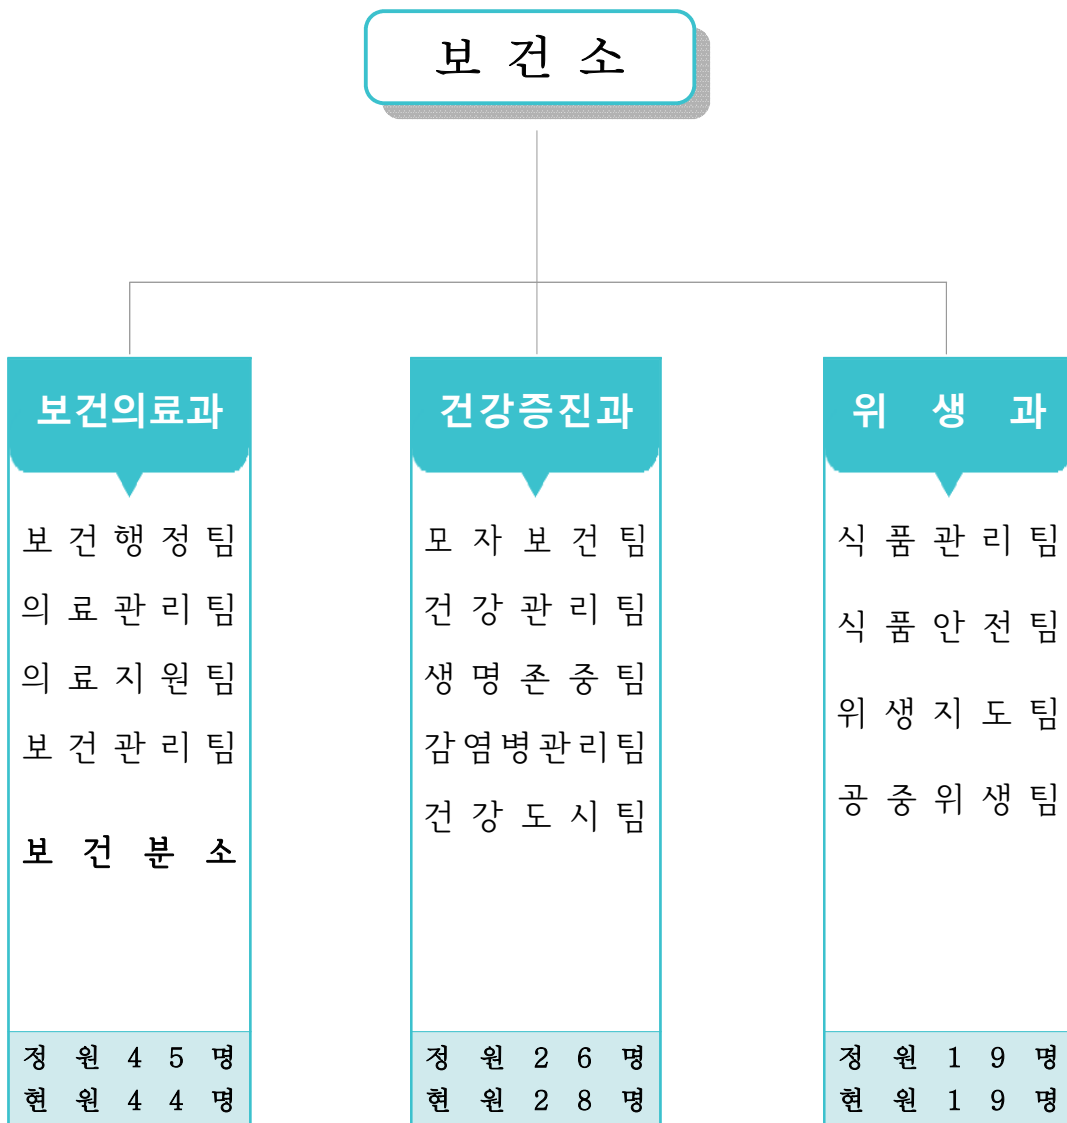 보건소
보건의료과
보건행정팀
의료관리팀
의료지원팀
보건관리팀
보건분소
정원45명
현원44명
건강증진과
모자보건팀
건강관리팀
생명존중팀
감염병관리팀
건강도시팀
정원26명
현원28명
위생과
식품관리팀
식품안전팀
위생지도팀
공중위생팀
정원19명
현원19명